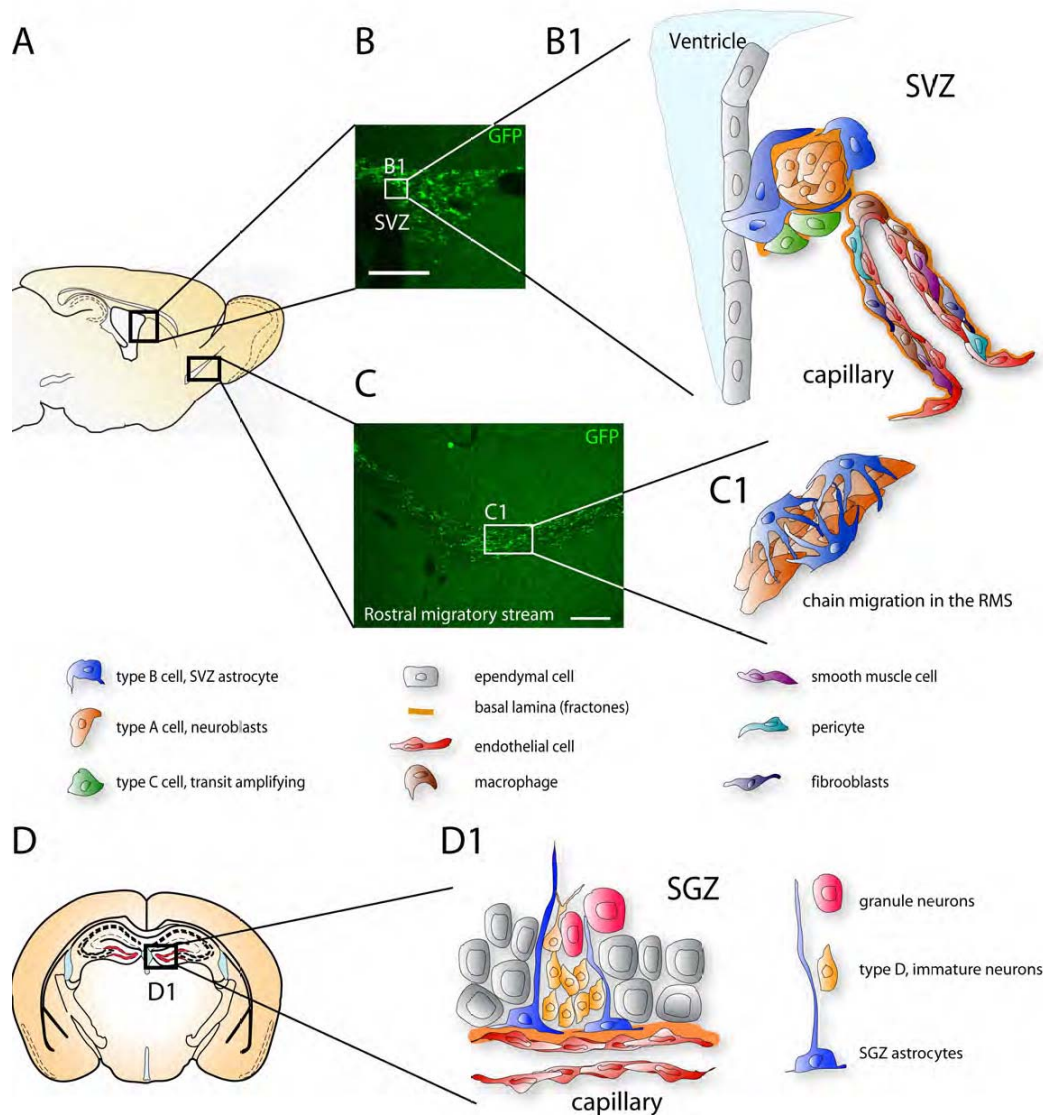 A
B
B1
Ventricle
SVZ
GFP
B1
SVZ
capillary
C
GFP
C1
Rostral migratory stream
C1
chain migration in the RMS
type B cell, SVZ astrocyte
type A cell, neuroblasts
type C cell, transit amplifying
ependymal cell
basal lamina (fractones)
endothelial cell
macrophage
smooth muscle cell
pericyte
fibrooblasts
D
D1
D1
SGZ
capillary
granule neurons
type D, immature neurons
SGZ astrocytes